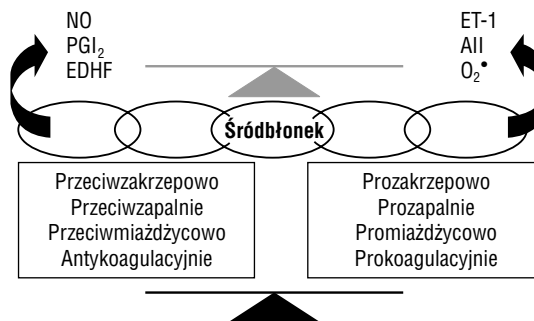 NO
PGI₂
EDHF
ET-1
AII
O₂•
Śródbłonek
Przeciwzakrzepowo
Przeciwzapalnie
Przeciwmiażdżycowo
Antykoagulacyjnie
Prozakrzepowo
Prozapalnie
Promiażdżycowo
Prokoagulacyjnie